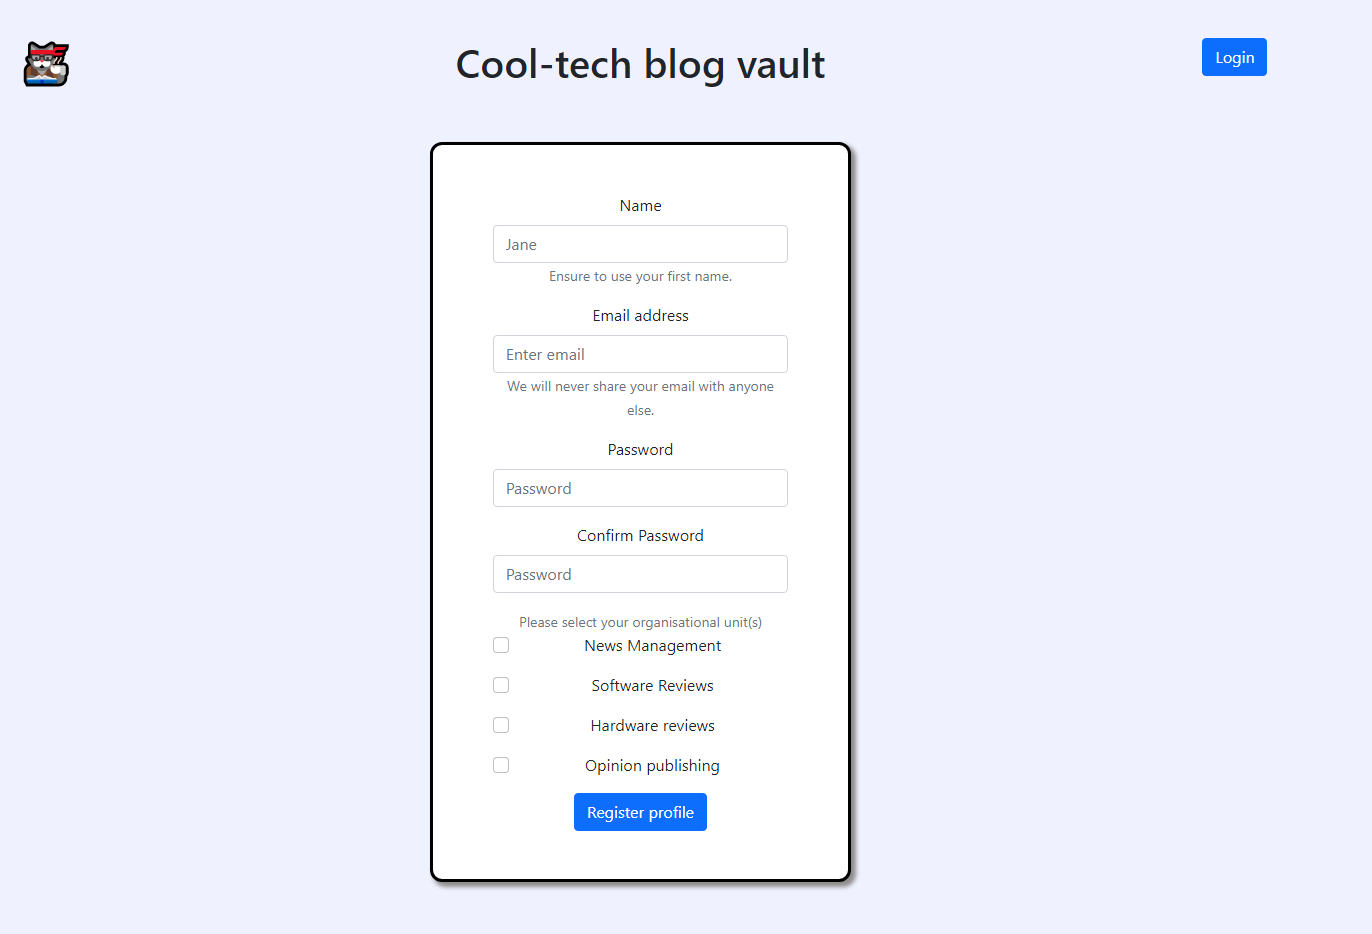 Cool-tech blog vault
Login
Name
Jane
Ensure to use your first name.
Email address
Enter email
We will never share your email with anyone
else.
Password
Password
Confirm Password
Password
Please select your organisational unit(s)
News Management
Software Reviews
Hardware reviews
Opinion publishing
Register profile